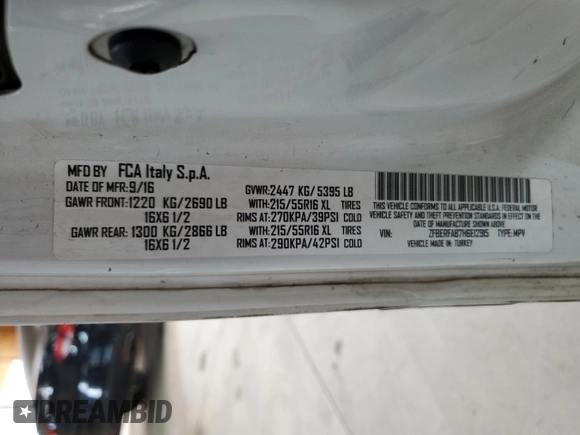 MFD BY FCA Italy S.p.A.
DATE OF MFR:9/16 GVWR:2447 KG/ 5395 LB
GAWR FRONT:1220 KG/2690 LB WITH:215/55R16 XL TIRES
16X6 1/2 RIMS AT:270KPA/39PSI COLD
GAWR REAR:1300 KG/2866 LB WITH:215/55R16 XL TIRES
16X6 1/2 RIMS AT:290KPA/42PSI COLD
THIS VEHICLE CONFORMS TO ALL APPLICABLE U.S.A. FEDERAL MOTOR
VEHICLE SAFETY, BUMPER, AND THEFT PREVENTION STANDARDS IN EFFECT
ON THE DATE OF MANUFACTURE SHOWN ABOVE
VIN: ZFBERFAB7H6E12915 TYPE: MPV
VEHICLE MADE IN: TURKEY
DREAMBID